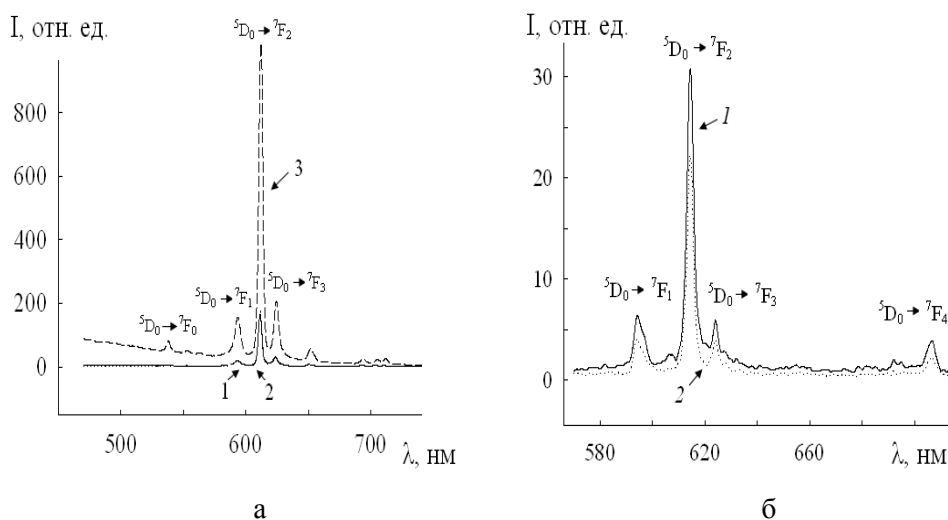 I, отн. ед.
⁵D₀→⁷F₂
800
600
400
200
0
3
⁵D₀→⁷F₁
⁵D₀→⁷F₃
⁵D₀→⁷F₀
1
2
500
600
700
λ, нм
а
I, отн. ед.
⁵D₀→⁷F₂
30
20
10
0
1
⁵D₀→⁷F₁
⁵D₀→⁷F₃
⁵D₀→⁷F₄
2
580
620
660
λ, нм
б